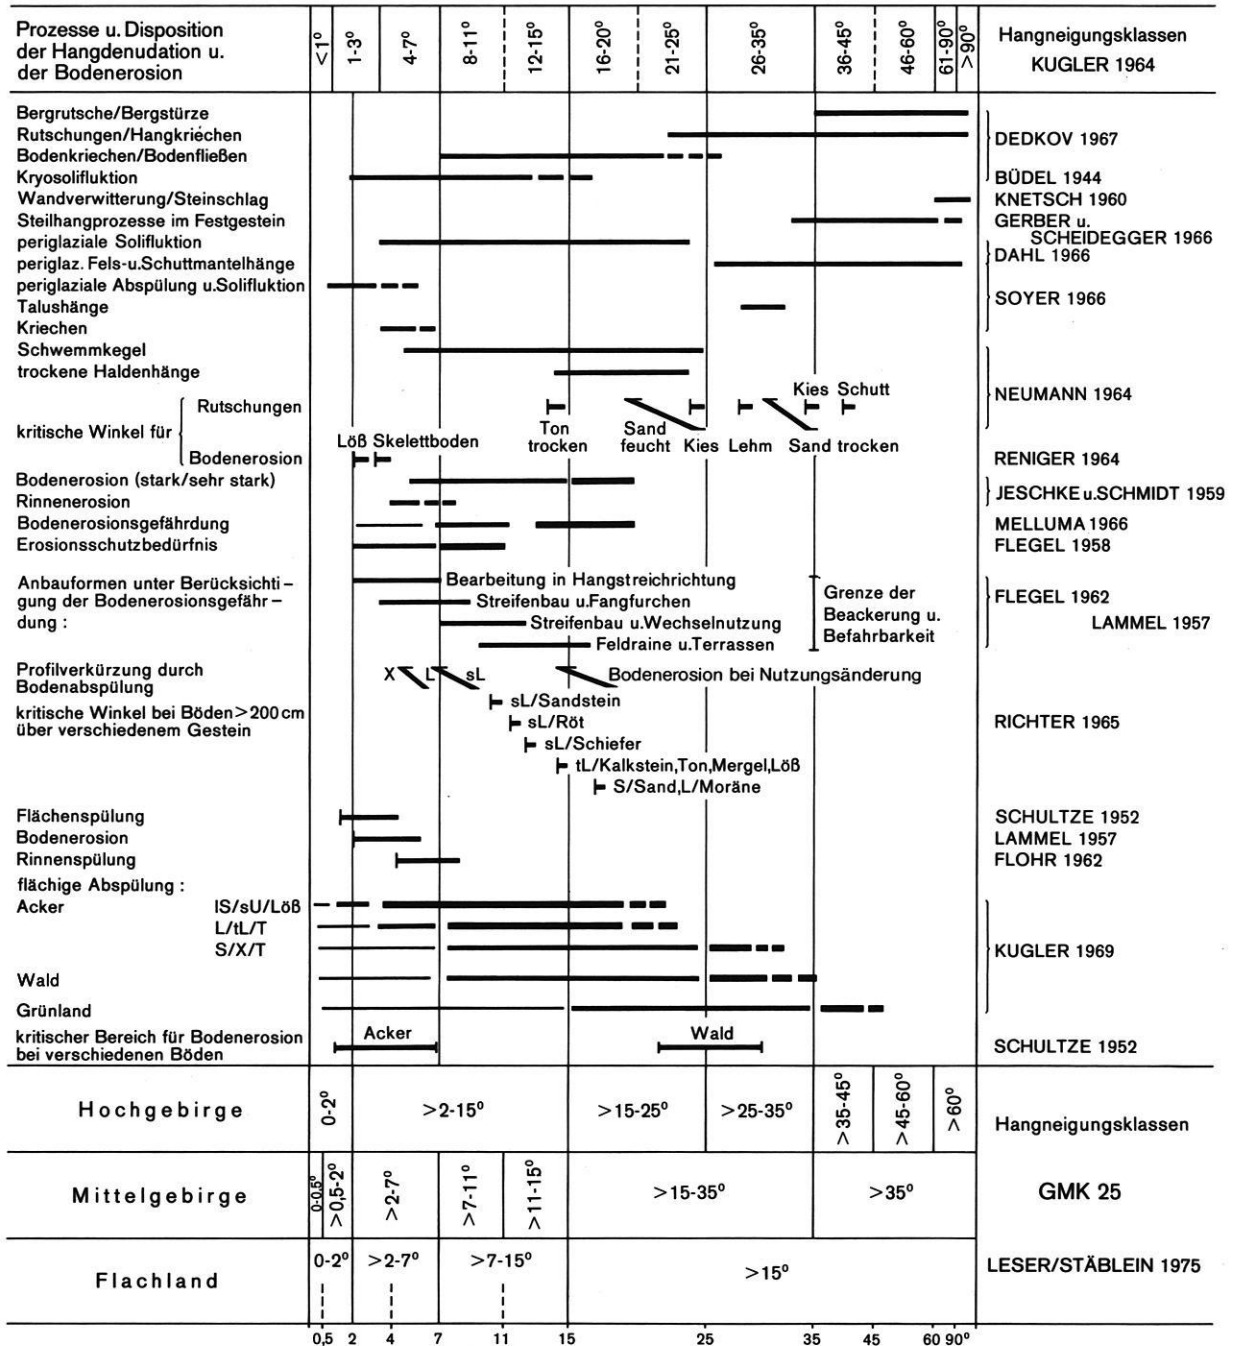 Prozesse u. Disposition
der Hangdenudation u.
der Bodenerosion
<1°
1-3°
4-7°
8-11°
12-15°
16-20°
21-25°
26-35°
36-45°
46-60°
61-90°
>90°
Hangneigungsklassen
KUGLER 1964
Bergrutsche/Bergstürze
Rutschungen/Hangkriéchen
DEDKOV 1967
Bodenkriechen/Bodenfließen
Kryosolifluktion
BÜDEL 1944
Wandverwitterung/Steinschlag
KNETSCH 1960
Steilhangprozesse im Festgestein
GERBER u.
SCHEIDEGGER 1966
periglaziale Solifluktion
DAHL 1966
periglaz. Fels-u.Schuttmantelhänge
periglaziale Abspülung u.Solifluktion
SOYER 1966
Talushänge
Kriechen
Schwemmkegel
trockene Haldenhänge
NEUMANN 1964
kritische Winkel für
Rutschungen
Kies Schutt
Ton
trocken
Sand
feucht
Kies
Lehm
Sand trocken
Löß Skelettboden
Bodenerosion
RENIGER 1964
Bodenerosion (stark/sehr stark)
JESCHKE u.SCHMIDT 1959
Rinnenerosion
Bodenerosionsgefährdung
MELLUMA 1966
Erosionsschutzbedürfnis
FLEGEL 1958
Anbauformen unter Berücksichti-
gung der Bodenerosionsgefähr-
dung :
Bearbeitung in Hangstreichrichtung
Streifenbau u.Fangfurchen
Streifenbau u.Wechselnutzung
Feldraine u.Terrassen
Grenze der
Beackerung u.
Befahrbarkeit
FLEGEL 1962
LAMMEL 1957
Profilverkürzung durch
Bodenabspülung
X
L
sL
Bodenerosion bei Nutzungsänderung
kritische Winkel bei Böden>200cm
über verschiedenem Gestein
sL/Sandstein
sL/Röt
sL/Schiefer
tL/Kalkstein,Ton,Mergel,Löß
S/Sand,L/Moräne
RICHTER 1965
Flächenspülung
SCHULTZE 1952
Bodenerosion
LAMMEL 1957
Rinnenspülung
FLOHR 1962
flächige Abspülung :
Acker
lS/sU/Löß
L/tL/T
S/X/T
KUGLER 1969
Wald
Grünland
kritischer Bereich für Bodenerosion
bei verschiedenen Böden
Acker
Wald
SCHULTZE 1952
Hochgebirge
0-2°
>2-15°
>15-25°
>25-35°
>35-45°
>45-60°
>60°
Hangneigungsklassen
Mittelgebirge
0-0,5°
>0,5-2°
>2-7°
>7-11°
>11-15°
>15-35°
>35°
GMK 25
Flachland
0-2°
>2-7°
>7-15°
>15°
LESER/STÄBLEIN 1975
0,5 2 4 7 11 15 25 35 45 60 90°